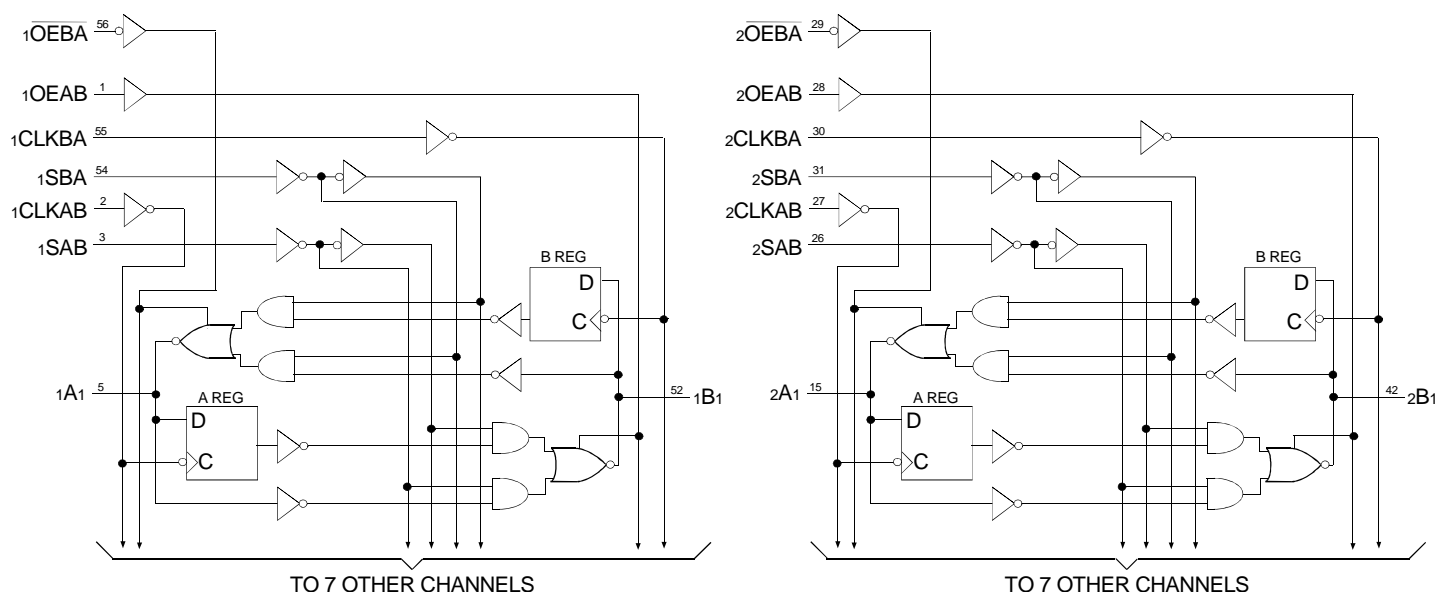 1OEBA 56
1OEAB 1
1CLKBA 55
1SBA 54
1CLKAB 2
1SAB 3
B REG
D
C
1A1 5
A REG
D
C
52 1B1
TO 7 OTHER CHANNELS
2OEBA 29
2OEAB 28
2CLKBA 30
2SBA 31
2CLKAB 27
2SAB 26
B REG
D
C
2A1 15
A REG
D
C
42 2B1
TO 7 OTHER CHANNELS